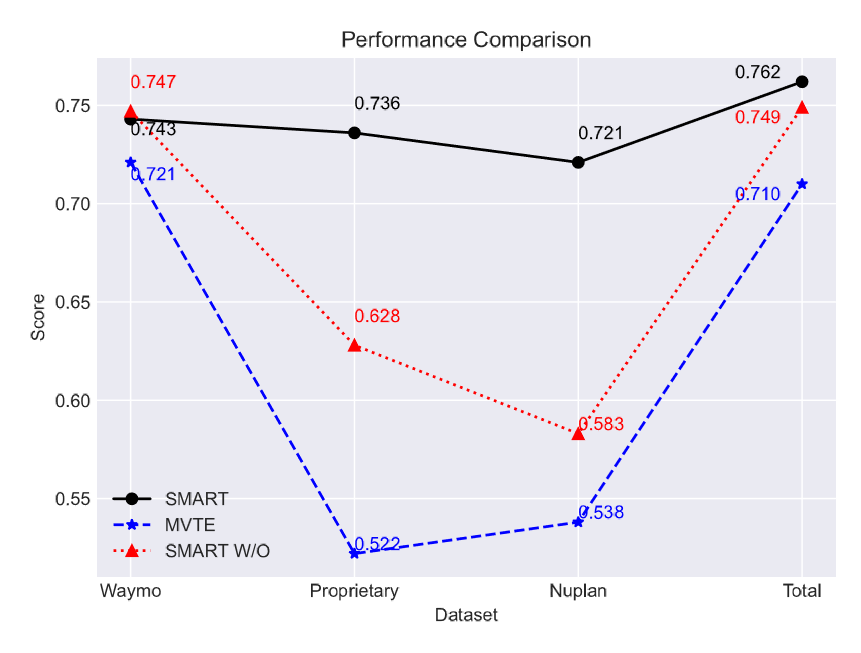 Performance Comparison
0.747
0.743
0.721
0.736
0.628
0.522
0.721
0.583
0.538
0.762
0.749
0.710
0.75
0.70
0.65
0.60
0.55
Score
SMART
MVTE
SMART W/O
Waymo Proprietary Nuplan Total
Dataset